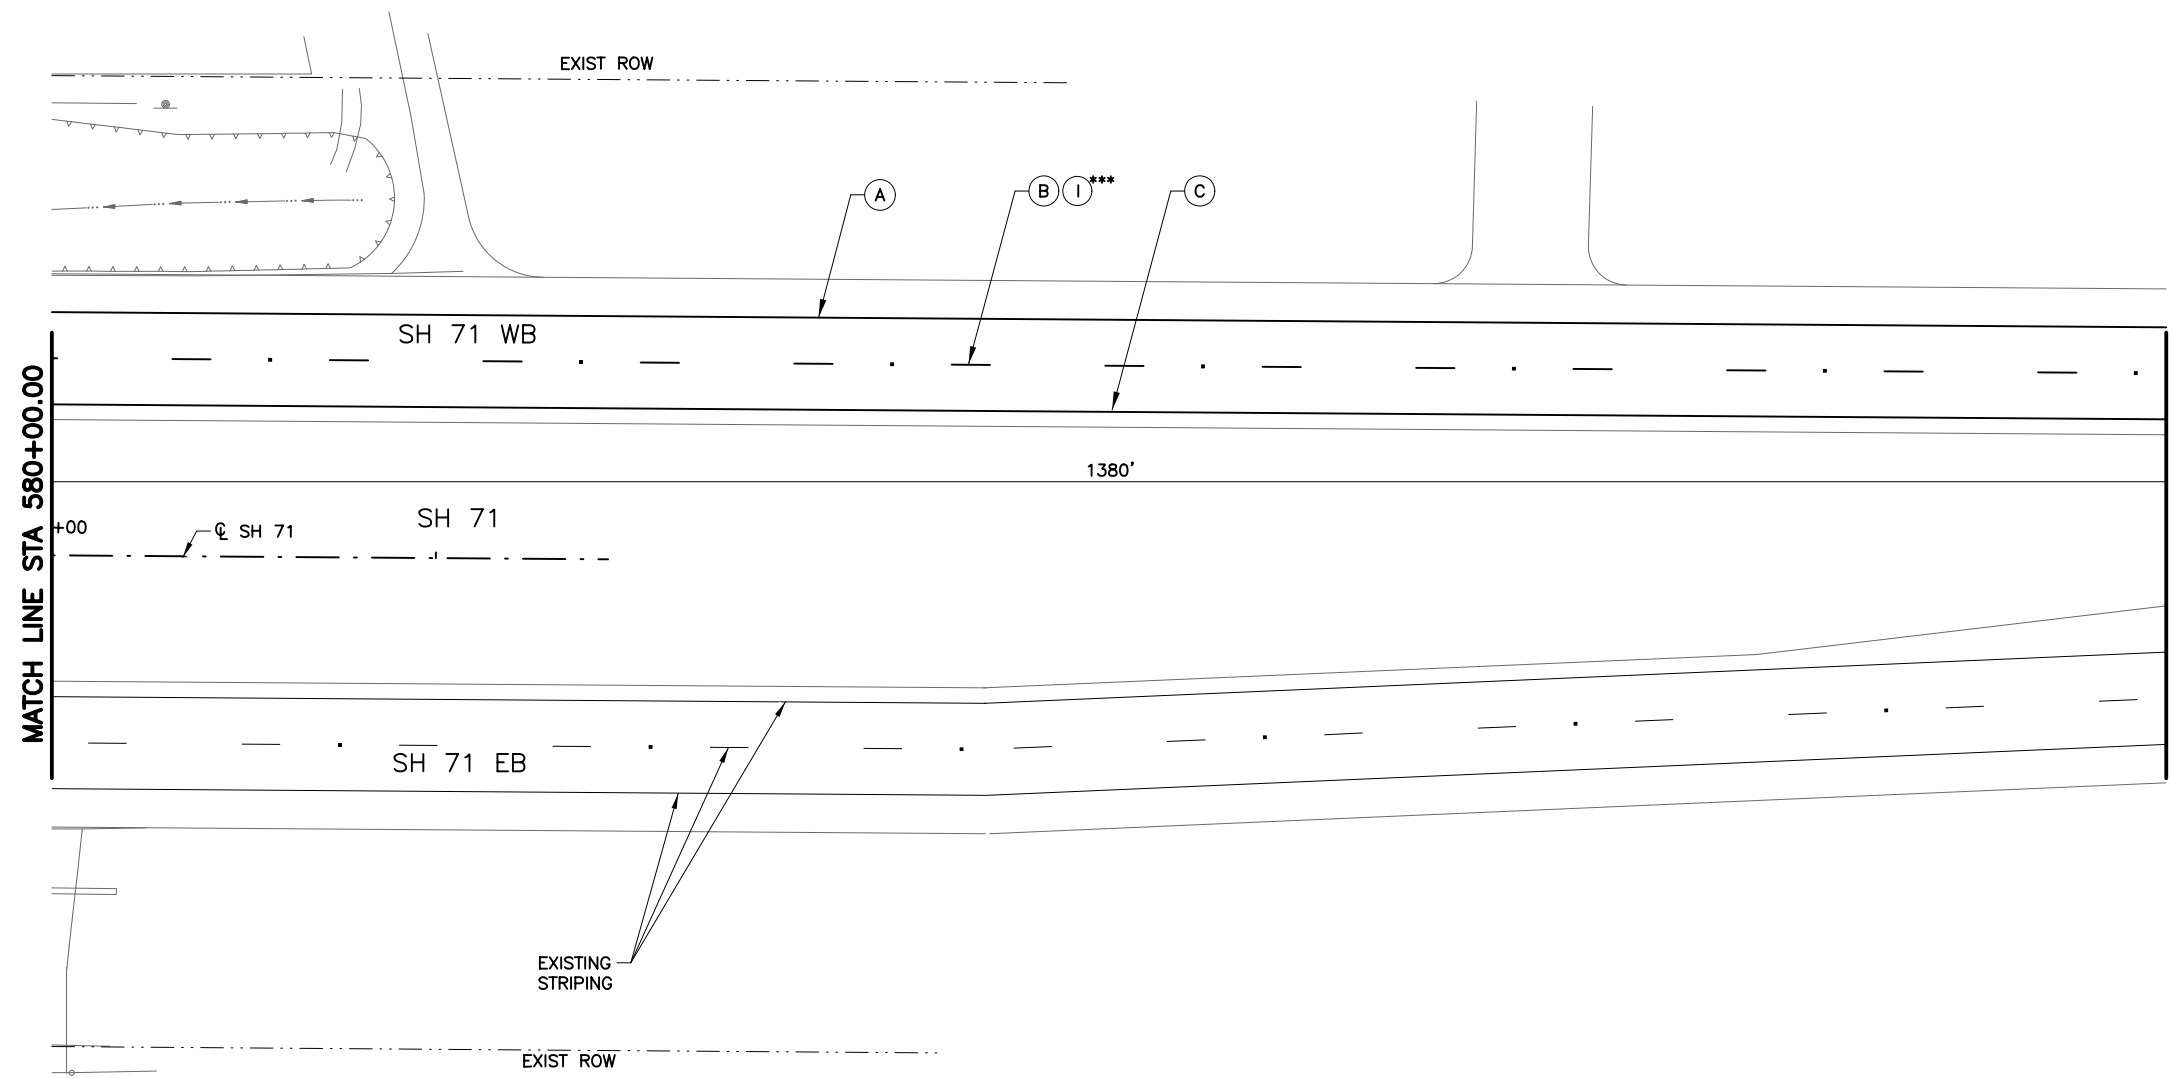 EXIST ROW
A
B I***
C
SH 71 WB
MATCH LINE STA 580+00.00
1380'
+00
℄ SH 71
SH 71
SH 71 EB
EXISTING
STRIPING
EXIST ROW